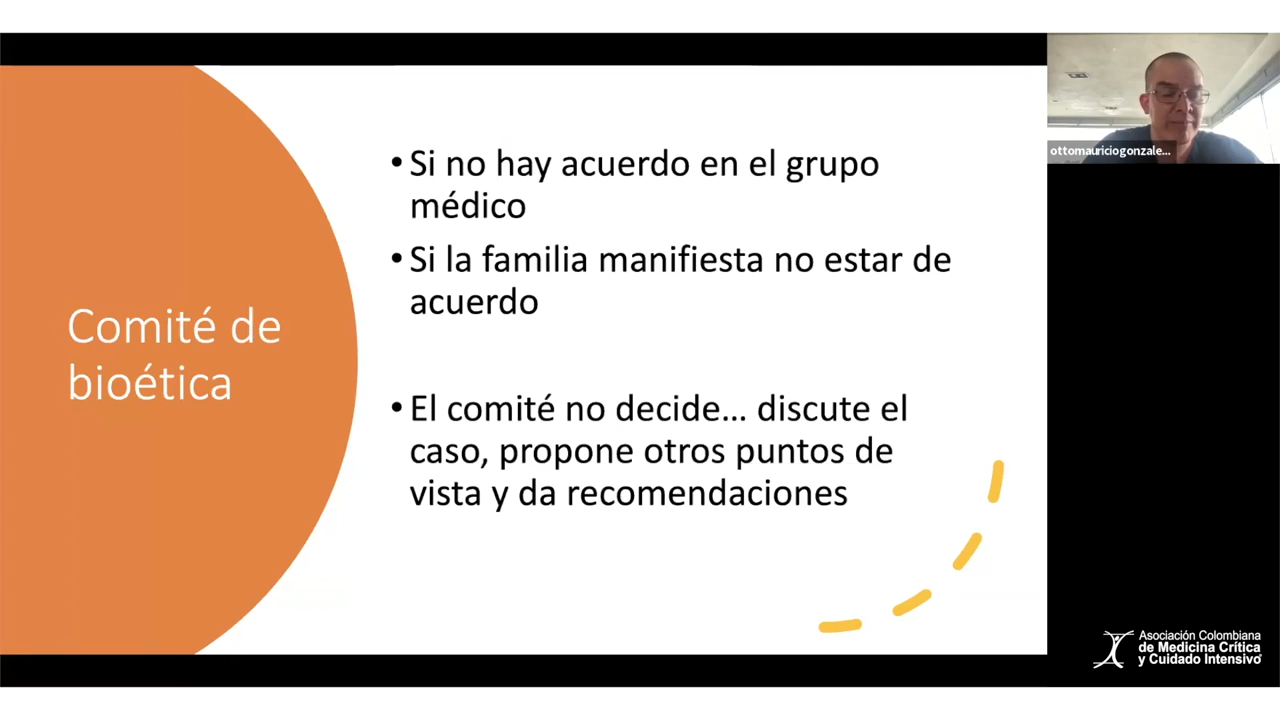 Comité de
bioética
• Si no hay acuerdo en el grupo
médico
• Si la familia manifiesta no estar de
acuerdo
• El comité no decide... discute el
caso, propone otros puntos de
vista y da recomendaciones
ottomauriciogonzale...
Asociación Colombiana
de Medicina Crítica
y Cuidado Intensivo